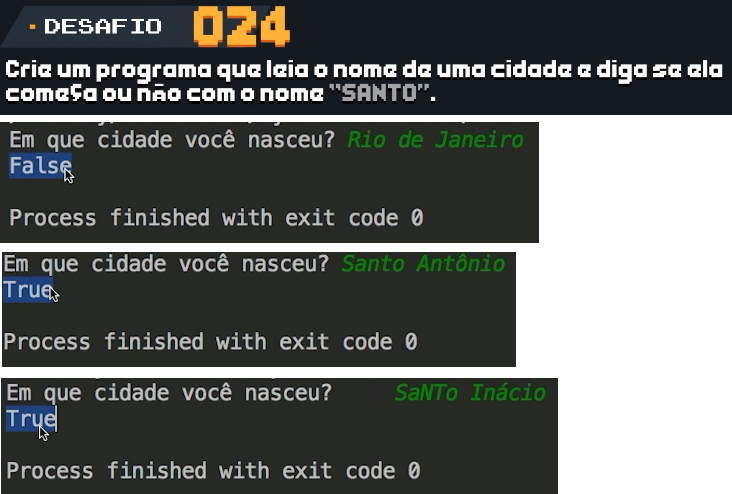 DESAFIO 024
Crie um programa que leia o nome de uma cidade e diga se ela
começa ou não com o nome "SANTO".
Em que cidade você nasceu? Rio de Janeiro
False
Process finished with exit code 0
Em que cidade você nasceu? Santo Antônio
True
Process finished with exit code 0
Em que cidade você nasceu? SaNTo Inácio
True
Process finished with exit code 0